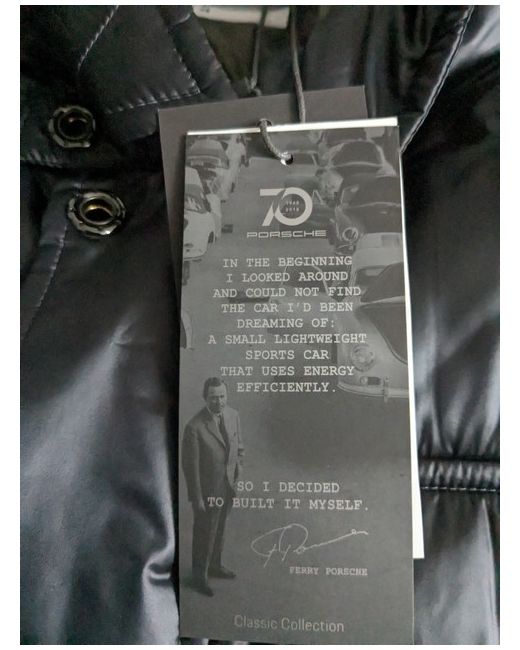 70
1948
2018
PORSCHE
IN THE BEGINNING
I LOOKED AROUND
AND COULD NOT FIND
THE CAR I'D BEEN
DREAMING OF:
A SMALL LIGHTWEIGHT
SPORTS CAR
THAT USES ENERGY
EFFICIENTLY.
SO I DECIDED
TO BUILT IT MYSELF.
FERRY PORSCHE
Classic Collection